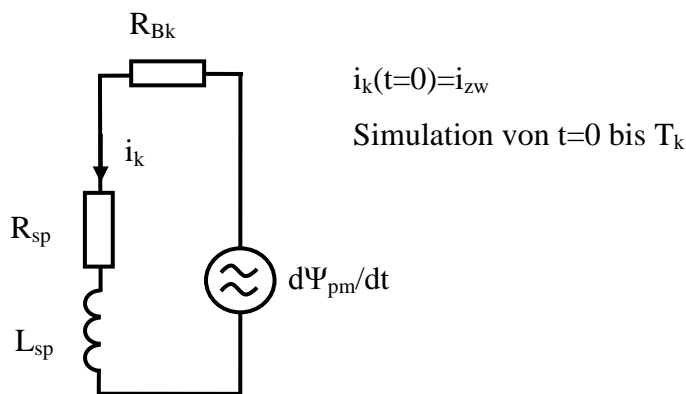 R_Bk
i_k(t=0)=i_zw
Simulation von t=0 bis T_k
i_k
R_sp
dΨ_pm/dt
L_sp